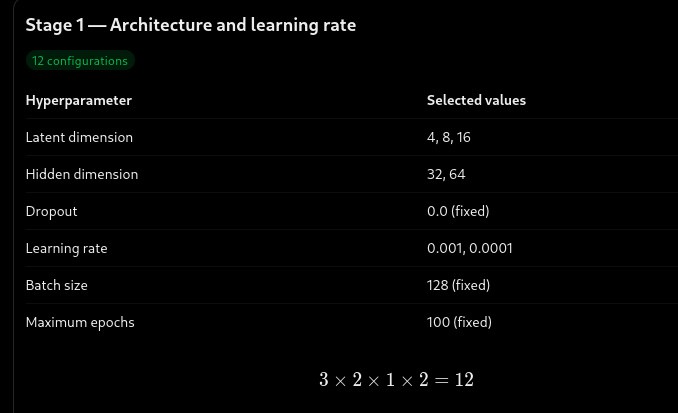 Stage 1 — Architecture and learning rate
12 configurations
Hyperparameter Selected values
Latent dimension 4, 8, 16
Hidden dimension 32, 64
Dropout 0.0 (fixed)
Learning rate 0.001, 0.0001
Batch size 128 (fixed)
Maximum epochs 100 (fixed)
3 × 2 × 1 × 2 = 12